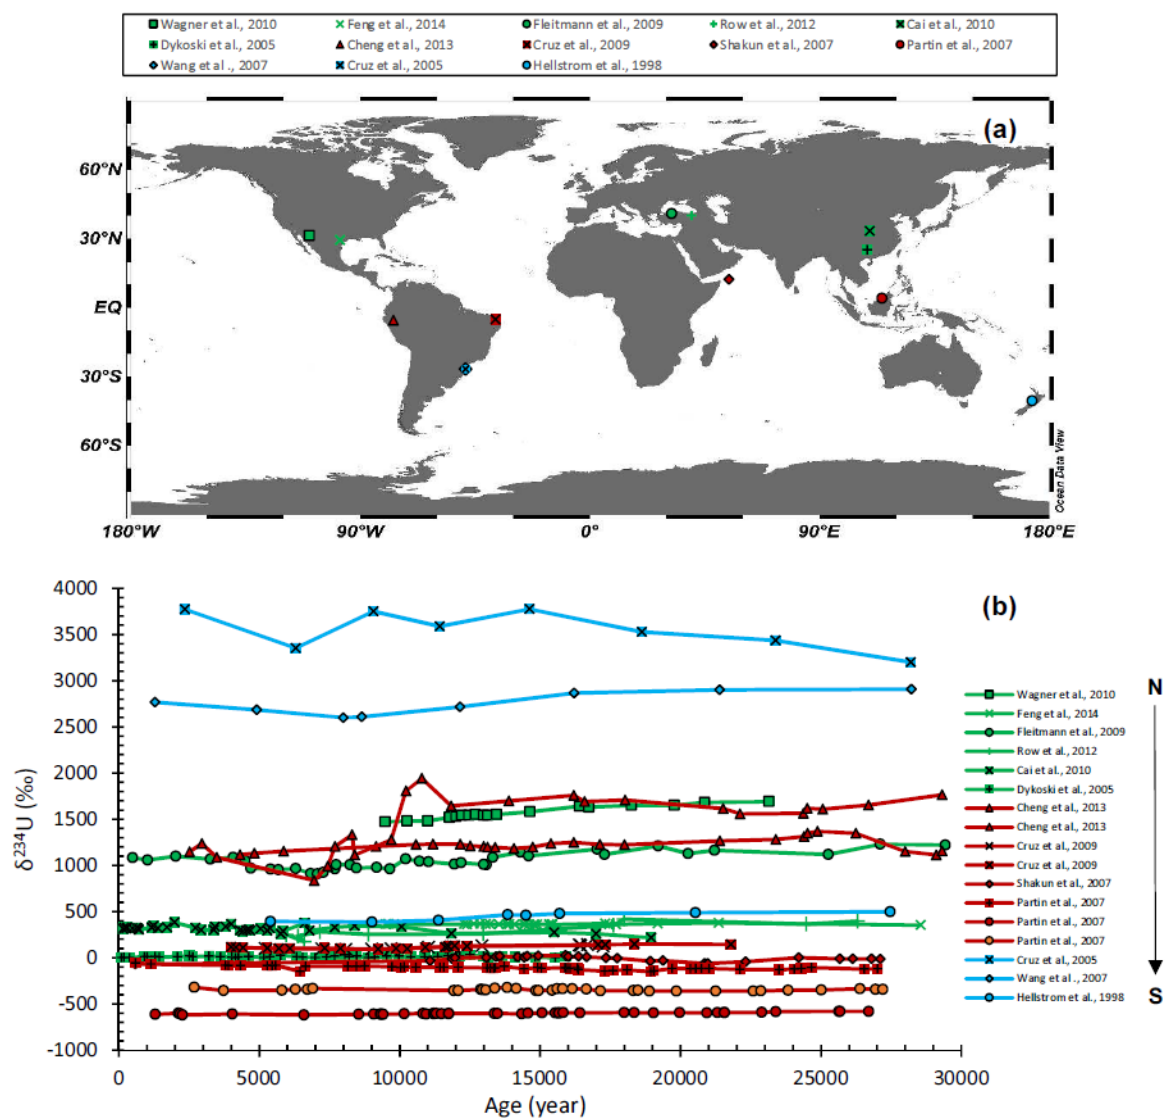 Wagner et al., 2010 Feng et al., 2014 Fleitmann et al., 2009 Row et al., 2012 Cai et al., 2010
Dykoski et al., 2005 Cheng et al., 2013 Cruz et al., 2009 Shakun et al., 2007 Partin et al., 2007
Wang et al ., 2007 Cruz et al., 2005 Hellstrom et al., 1998
(a)
60°N
30°N
EQ
30°S
60°S
Ocean Data View
180°W 90°W 0° 90°E 180°E
(b)
4000
3500
3000
2500
2000
1500
1000
500
0
-500
-1000
δ²³⁴U (‰)
0 5000 10000 15000 20000 25000 30000
Age (year)
N
Wagner et al., 2010
Feng et al., 2014
Fleitmann et al., 2009
Row et al., 2012
Cai et al., 2010
Dykoski et al., 2005
Cheng et al., 2013
Cheng et al., 2013
Cruz et al., 2009
Cruz et al., 2009
Shakun et al., 2007
Partin et al., 2007
Partin et al., 2007
Partin et al., 2007
Cruz et al., 2005
Wang et al., 2007
Hellstrom et al., 1998
S